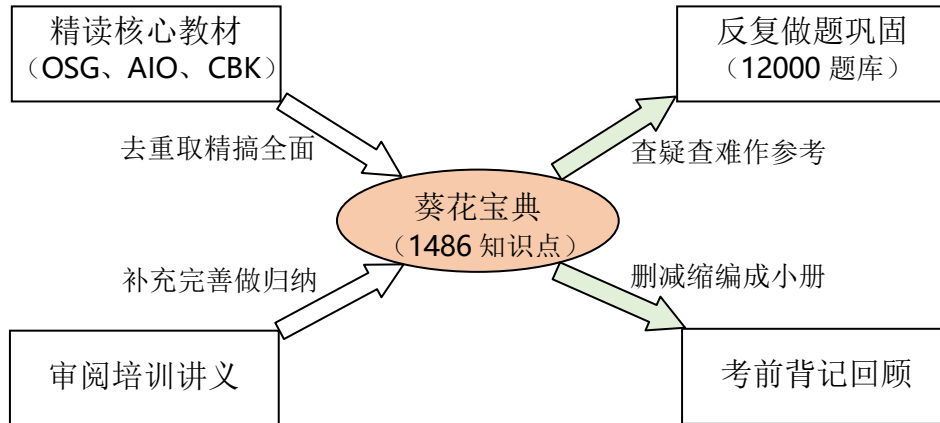 精读核心教材
（OSG、AIO、CBK）
反复做题巩固
（12000 题库）
去重取精搞全面
查疑查难作参考
葵花宝典
（1486 知识点）
补充完善做归纳
删减缩编成小册
审阅培训讲义
考前背记回顾